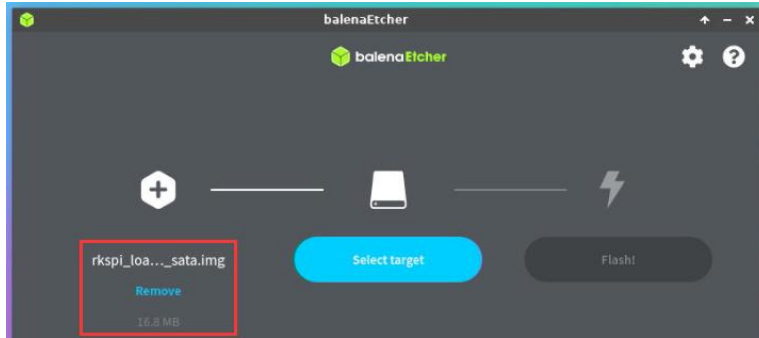 balenaEtcher
balenaEtcher
rkspi_loa..._sata.img
Select target
Flash!
Remove
16.8 MB